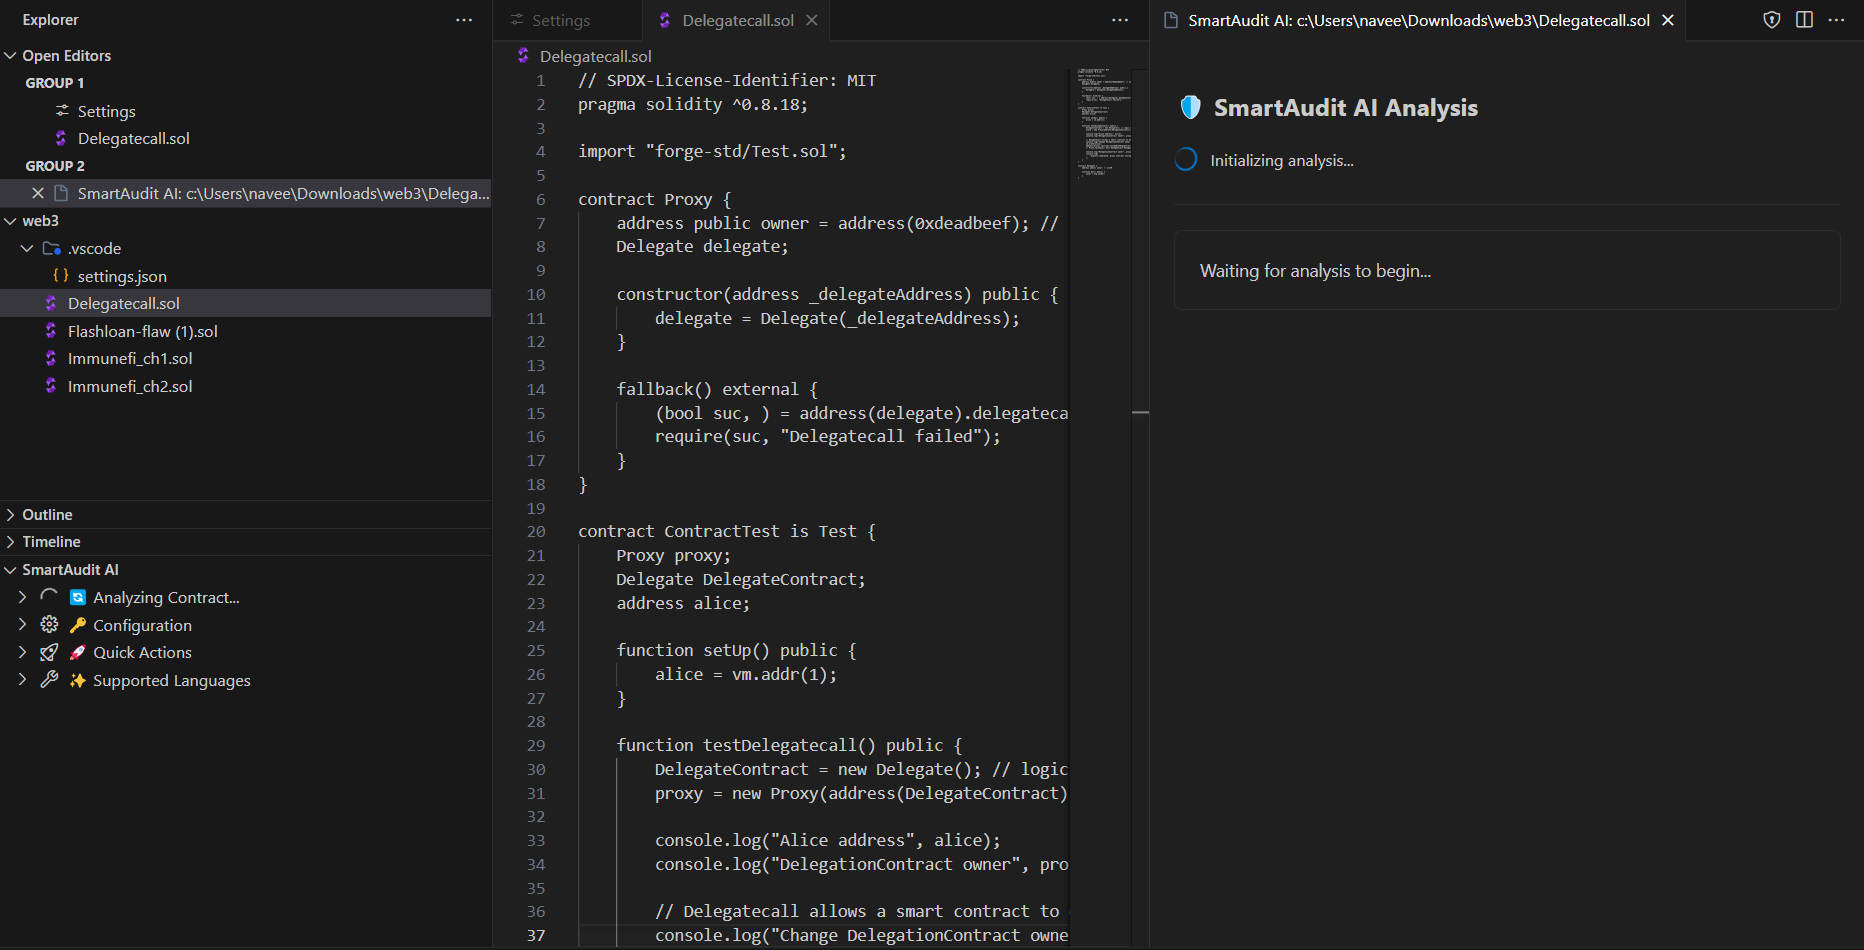 Explorer
Open Editors
GROUP 1
Settings
Delegatecall.sol
GROUP 2
SmartAudit AI: c:\Users\navee\Downloads\web3\Delega...
web3
.vscode
{} settings.json
Delegatecall.sol
Flashloan-flaw (1).sol
Immunefi_ch1.sol
Immunefi_ch2.sol
Outline
Timeline
SmartAudit AI
Analyzing Contract...
Configuration
Quick Actions
Supported Languages
Settings
Delegatecall.sol
Delegatecall.sol
1 // SPDX-License-Identifier: MIT
2 pragma solidity ^0.8.18;
3
4 import "forge-std/Test.sol";
5
6 contract Proxy {
7 address public owner = address(0xdeadbeef); //
8 Delegate delegate;
9
10 constructor(address _delegateAddress) public {
11 delegate = Delegate(_delegateAddress);
12 }
13
14 fallback() external {
15 (bool suc, ) = address(delegate).delegateca
16 require(suc, "Delegatecall failed");
17 }
18 }
19
20 contract ContractTest is Test {
21 Proxy proxy;
22 Delegate DelegateContract;
23 address alice;
24
25 function setUp() public {
26 alice = vm.addr(1);
27 }
28
29 function testDelegatecall() public {
30 DelegateContract = new Delegate(); // logic
31 proxy = new Proxy(address(DelegateContract)
32
33 console.log("Alice address", alice);
34 console.log("DelegationContract owner", pro
35
36 // Delegatecall allows a smart contract to
37 console.log("Change DelegationContract owne
SmartAudit AI: c:\Users\navee\Downloads\web3\Delegatecall.sol
SmartAudit AI Analysis
Initializing analysis...
Waiting for analysis to begin...